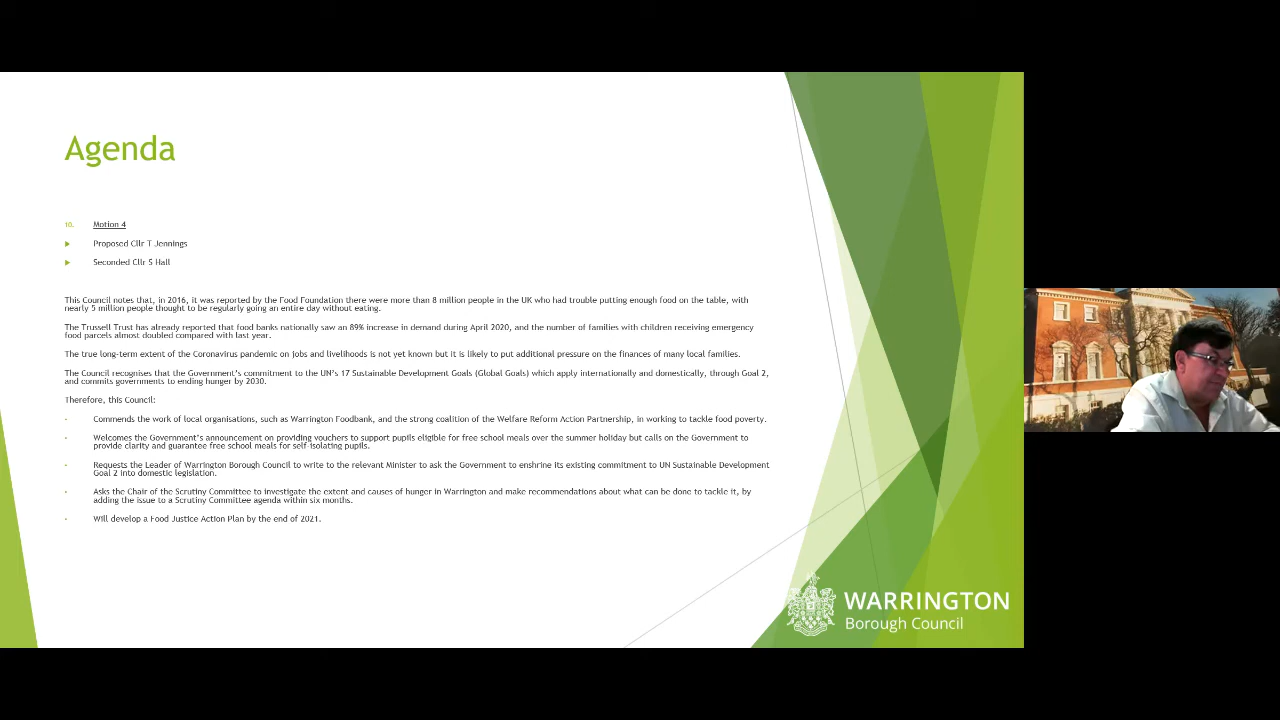 Agenda
10. Motion 4
Proposed Cllr T Jennings
Seconded Cllr S Hall
This Council notes that, in 2016, it was reported by the Food Foundation there were more than 8 million people in the UK who had trouble putting enough food on the table, with
nearly 5 million people thought to be regularly going an entire day without eating.
The Trussell Trust has already reported that food banks nationally saw an 89% increase in demand during April 2020, and the number of families with children receiving emergency
food parcels almost doubled compared with last year.
The true long-term extent of the Coronavirus pandemic on jobs and livelihoods is not yet known but it is likely to put additional pressure on the finances of many local families.
The Council recognises that the Government's commitment to the UN's 17 Sustainable Development Goals (Global Goals) which apply internationally and domestically, through Goal 2,
and commits governments to ending hunger by 2030.
Therefore, this Council:
• Commends the work of local organisations, such as Warrington Foodbank, and the strong coalition of the Welfare Reform Action Partnership, in working to tackle food poverty.
• Welcomes the Government's announcement on providing vouchers to support pupils eligible for free school meals over the summer holiday but calls on the Government to
provide clarity and guarantee free school meals for self-isolating pupils.
• Requests the Leader of Warrington Borough Council to write to the relevant Minister to ask the Government to enshrine its existing commitment to UN Sustainable Development
Goal 2 into domestic legislation.
• Asks the Chair of the Scrutiny Committee to investigate the extent and causes of hunger in Warrington and make recommendations about what can be done to tackle it, by
adding the issue to a Scrutiny Committee agenda within six months.
• Will develop a Food Justice Action Plan by the end of 2021.
WARRINGTON
Borough Council